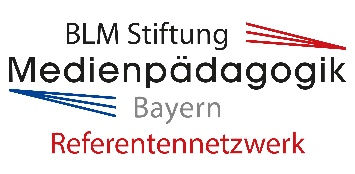 BLM Stiftung
Medienpädagogik
Bayern
Referentennetzwerk